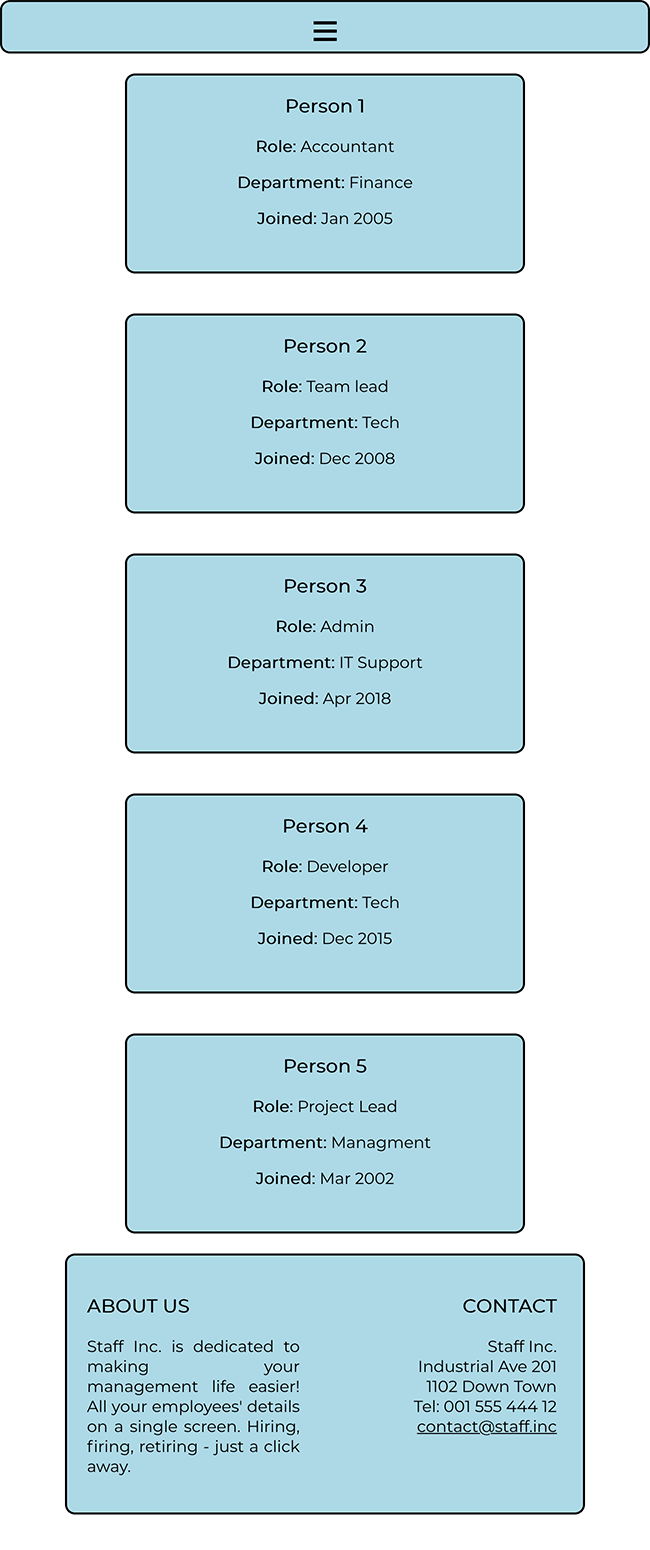 Person 1
Role: Accountant
Department: Finance
Joined: Jan 2005
Person 2
Role: Team lead
Department: Tech
Joined: Dec 2008
Person 3
Role: Admin
Department: IT Support
Joined: Apr 2018
Person 4
Role: Developer
Department: Tech
Joined: Dec 2015
Person 5
Role: Project Lead
Department: Managment
Joined: Mar 2002
ABOUT US
Staff Inc. is dedicated to
making your
management life easier!
All your employees' details
on a single screen. Hiring,
firing, retiring - just a click
away.
CONTACT
Staff Inc.
Industrial Ave 201
1102 Down Town
Tel: 001 555 444 12
contact@staff.inc